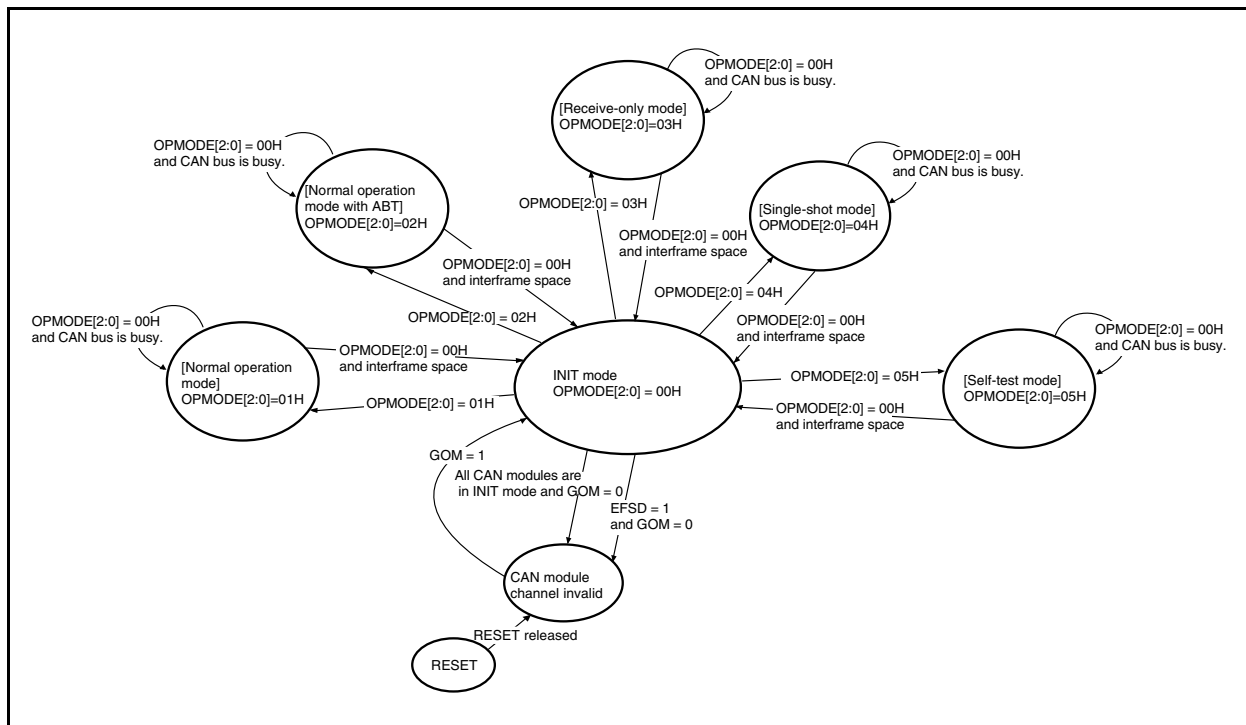 OPMODE[2:0] = 00H
and CAN bus is busy.
[Receive-only mode]
OPMODE[2:0]=03H
OPMODE[2:0] = 00H
and CAN bus is busy.
[Normal operation
mode with ABT]
OPMODE[2:0]=02H
OPMODE[2:0] = 00H
and CAN bus is busy.
[Single-shot mode]
OPMODE[2:0]=04H
OPMODE[2:0] = 03H
OPMODE[2:0] = 00H
and interframe space
OPMODE[2:0] = 00H
and interframe space
OPMODE[2:0] = 04H
OPMODE[2:0] = 02H
OPMODE[2:0] = 00H
and interframe space
OPMODE[2:0] = 00H
and CAN bus is busy.
[Normal operation
mode]
OPMODE[2:0]=01H
OPMODE[2:0] = 00H
and interframe space
OPMODE[2:0] = 01H
INIT mode
OPMODE[2:0] = 00H
OPMODE[2:0] = 05H
OPMODE[2:0] = 00H
and interframe space
[Self-test mode]
OPMODE[2:0]=05H
OPMODE[2:0] = 00H
and CAN bus is busy.
GOM = 1
All CAN modules are
in INIT mode and GOM = 0
EFSD = 1
and GOM = 0
CAN module
channel invalid
RESET released
RESET